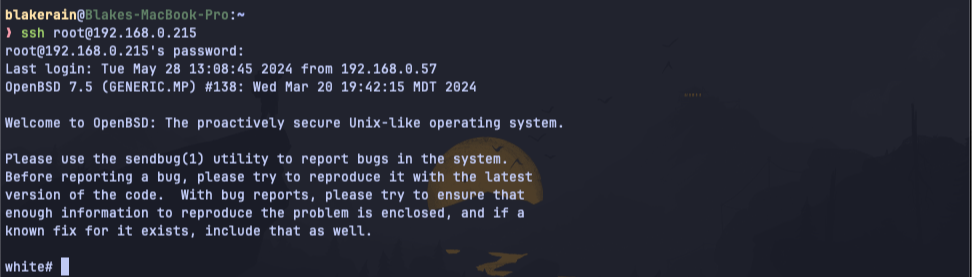 blakerain@Blakes-MacBook-Pro:~
) ssh root@192.168.0.215
root@192.168.0.215's password:
Last login: Tue May 28 13:08:45 2024 from 192.168.0.57
OpenBSD 7.5 (GENERIC.MP) #138: Wed Mar 20 19:42:15 MDT 2024
Welcome to OpenBSD: The proactively secure Unix-like operating system.
Please use the sendbug(1) utility to report bugs in the system.
Before reporting a bug, please try to reproduce it with the latest
version of the code.  With bug reports, please try to ensure that
enough information to reproduce the problem is enclosed, and if a
known fix for it exists, include that as well.
white#